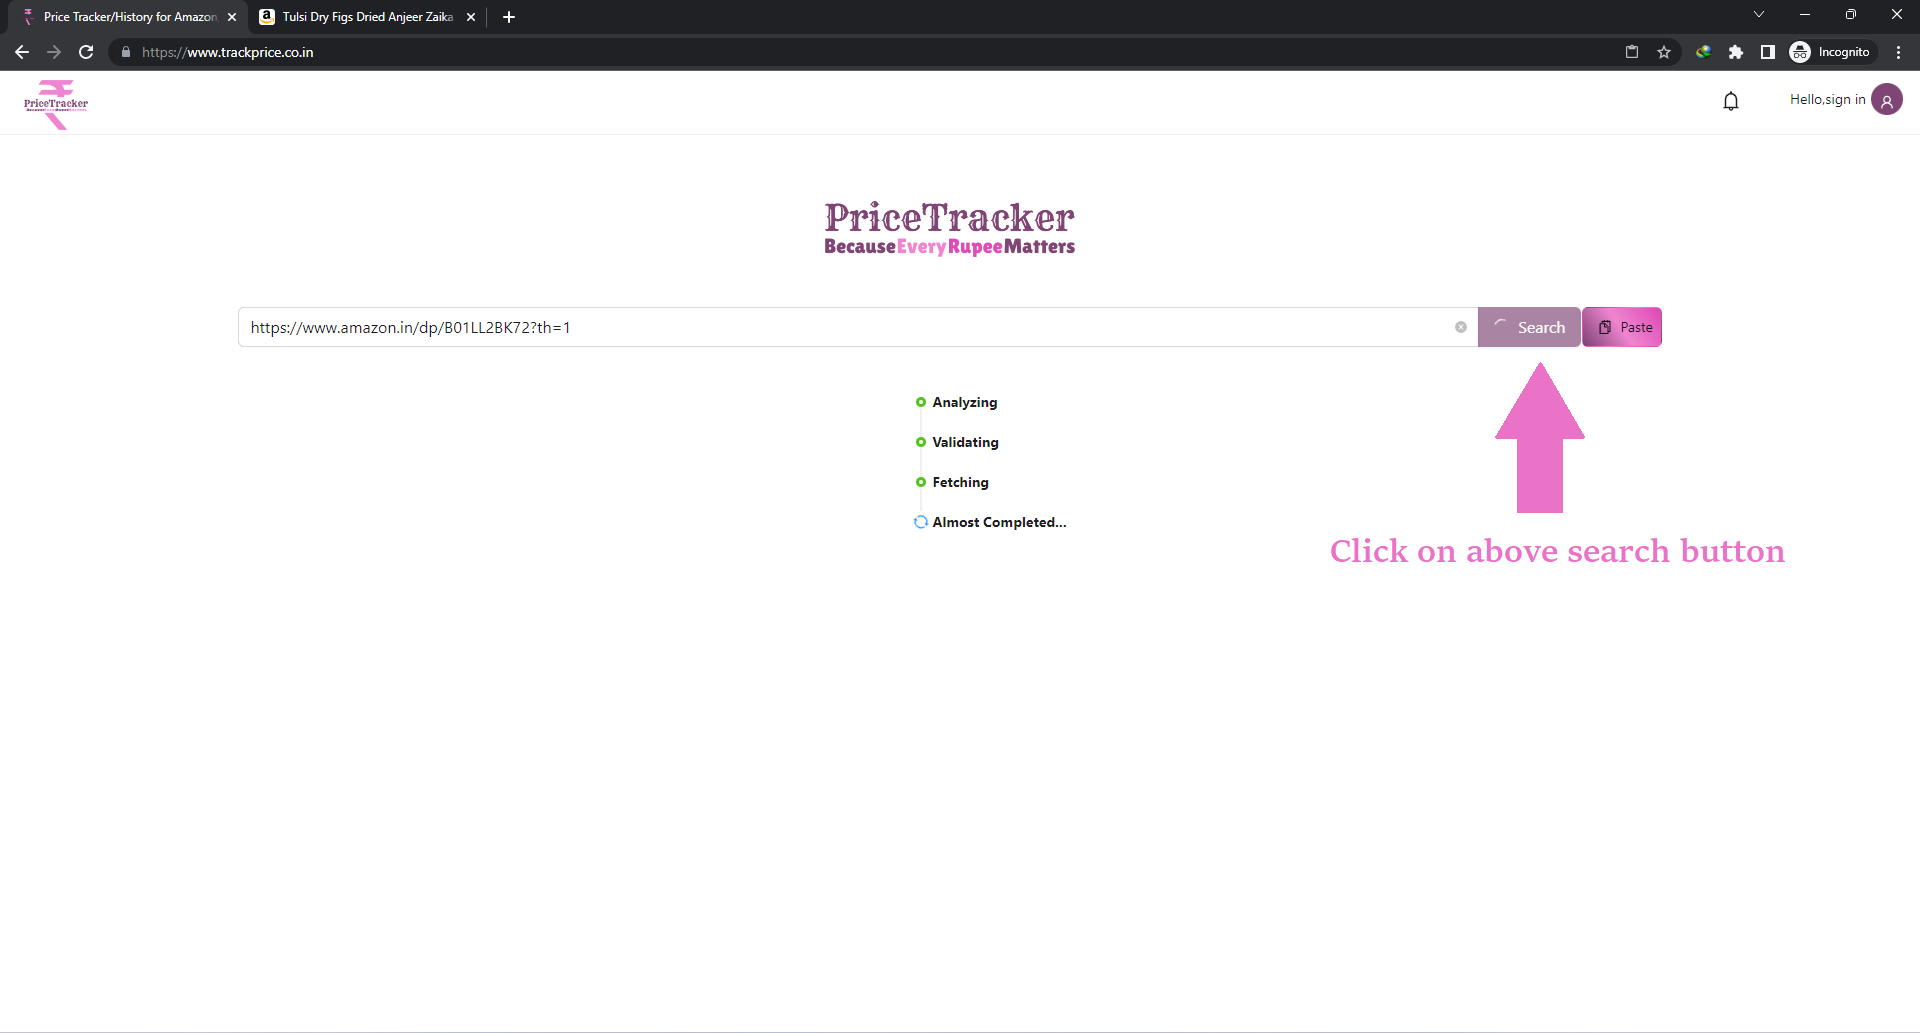 Price Tracker/History for Amazon,
Tulsi Dry Figs Dried Anjeer Zaika
https://www.trackprice.co.in
Incognito
PriceTracker
Hello,sign in
PriceTracker
BecauseEveryRupeeMatters
https://www.amazon.in/dp/B01LL2BK72?th=1
Search
Paste
Analyzing
Validating
Fetching
Almost Completed...
Click on above search button